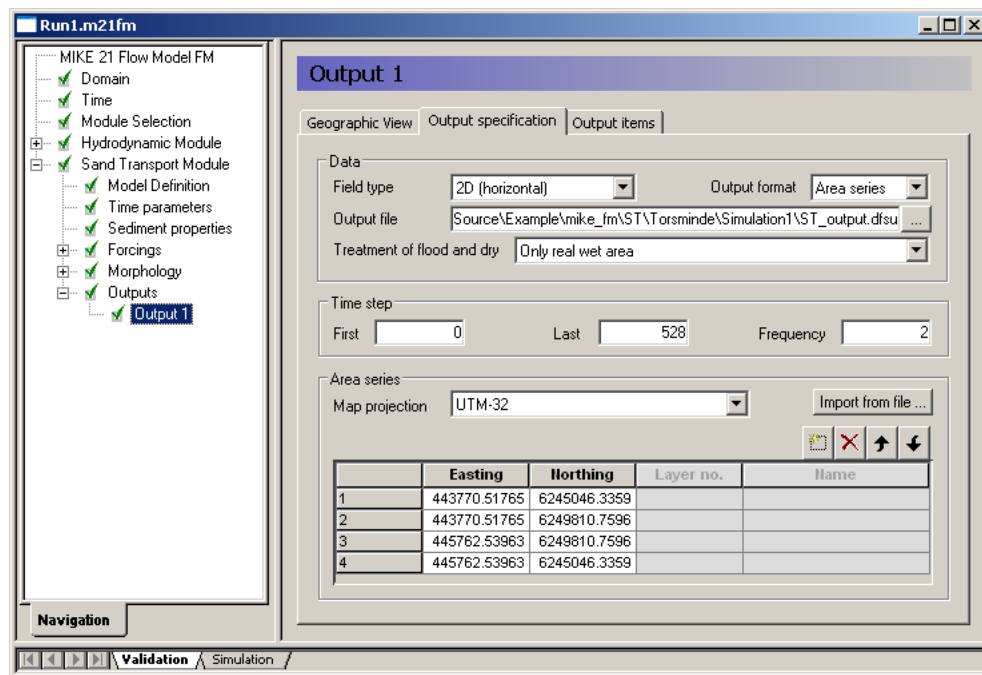 Run1.m21fm
MIKE 21 Flow Model FM
Domain
Time
Module Selection
Hydrodynamic Module
Sand Transport Module
Model Definition
Time parameters
Sediment properties
Forcings
Morphology
Outputs
Output 1
Navigation
Output 1
Geographic View Output specification Output items
Data
Field type 2D (horizontal) Output format Area series
Output file Source\Example\mike_fm\ST\Torsminde\Simulation1\ST_output.dfsu ...
Treatment of flood and dry Only real wet area
Time step
First 0 Last 528 Frequency 2
Area series
Map projection UTM-32 Import from file ...
Easting Northing Layer no. Name
1 443770.51765 6245046.3359
2 443770.51765 6249810.7596
3 445762.53963 6249810.7596
4 445762.53963 6245046.3359
Validation Simulation